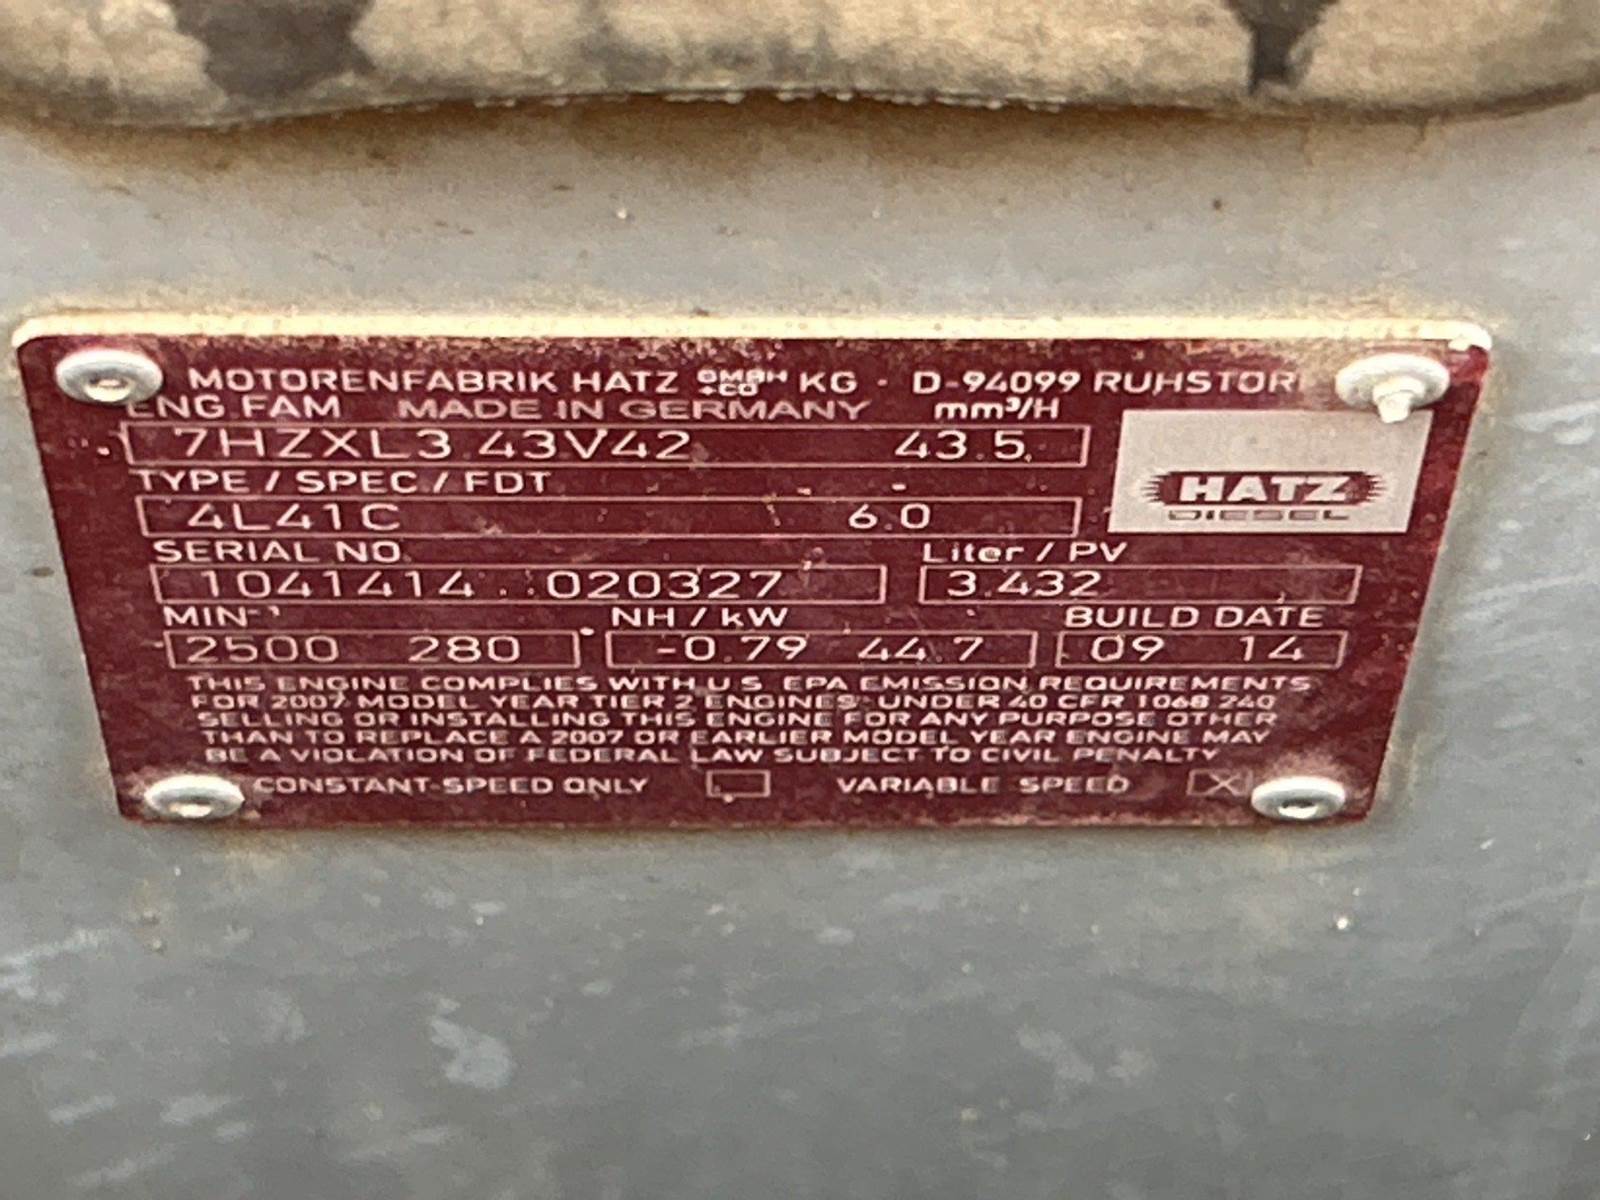 MOTORENFABRIK HATZ GMBH +CO KG · D-94099 RUHSTOR
ENG FAM MADE IN GERMANY mm³/H
7HZXL3.43V42 43.5
HATZ
DIESEL
TYPE / SPEC. / FDT
4L41C 6.0
SERIAL NO. Liter / PV
1041414 020327 3.432
MIN⁻¹ NH / kW BUILD DATE
2500 280 -0.79 44.7 09 14
THIS ENGINE COMPLIES WITH U.S. EPA EMISSION REQUIREMENTS
FOR 2007 MODEL YEAR TIER 2 ENGINES UNDER 40 CFR 1068 240
SELLING OR INSTALLING THIS ENGINE FOR ANY PURPOSE OTHER
THAN TO REPLACE A 2007 OR EARLIER MODEL YEAR ENGINE MAY
BE A VIOLATION OF FEDERAL LAW SUBJECT TO CIVIL PENALTY
CONSTANT-SPEED ONLY VARIABLE SPEED X